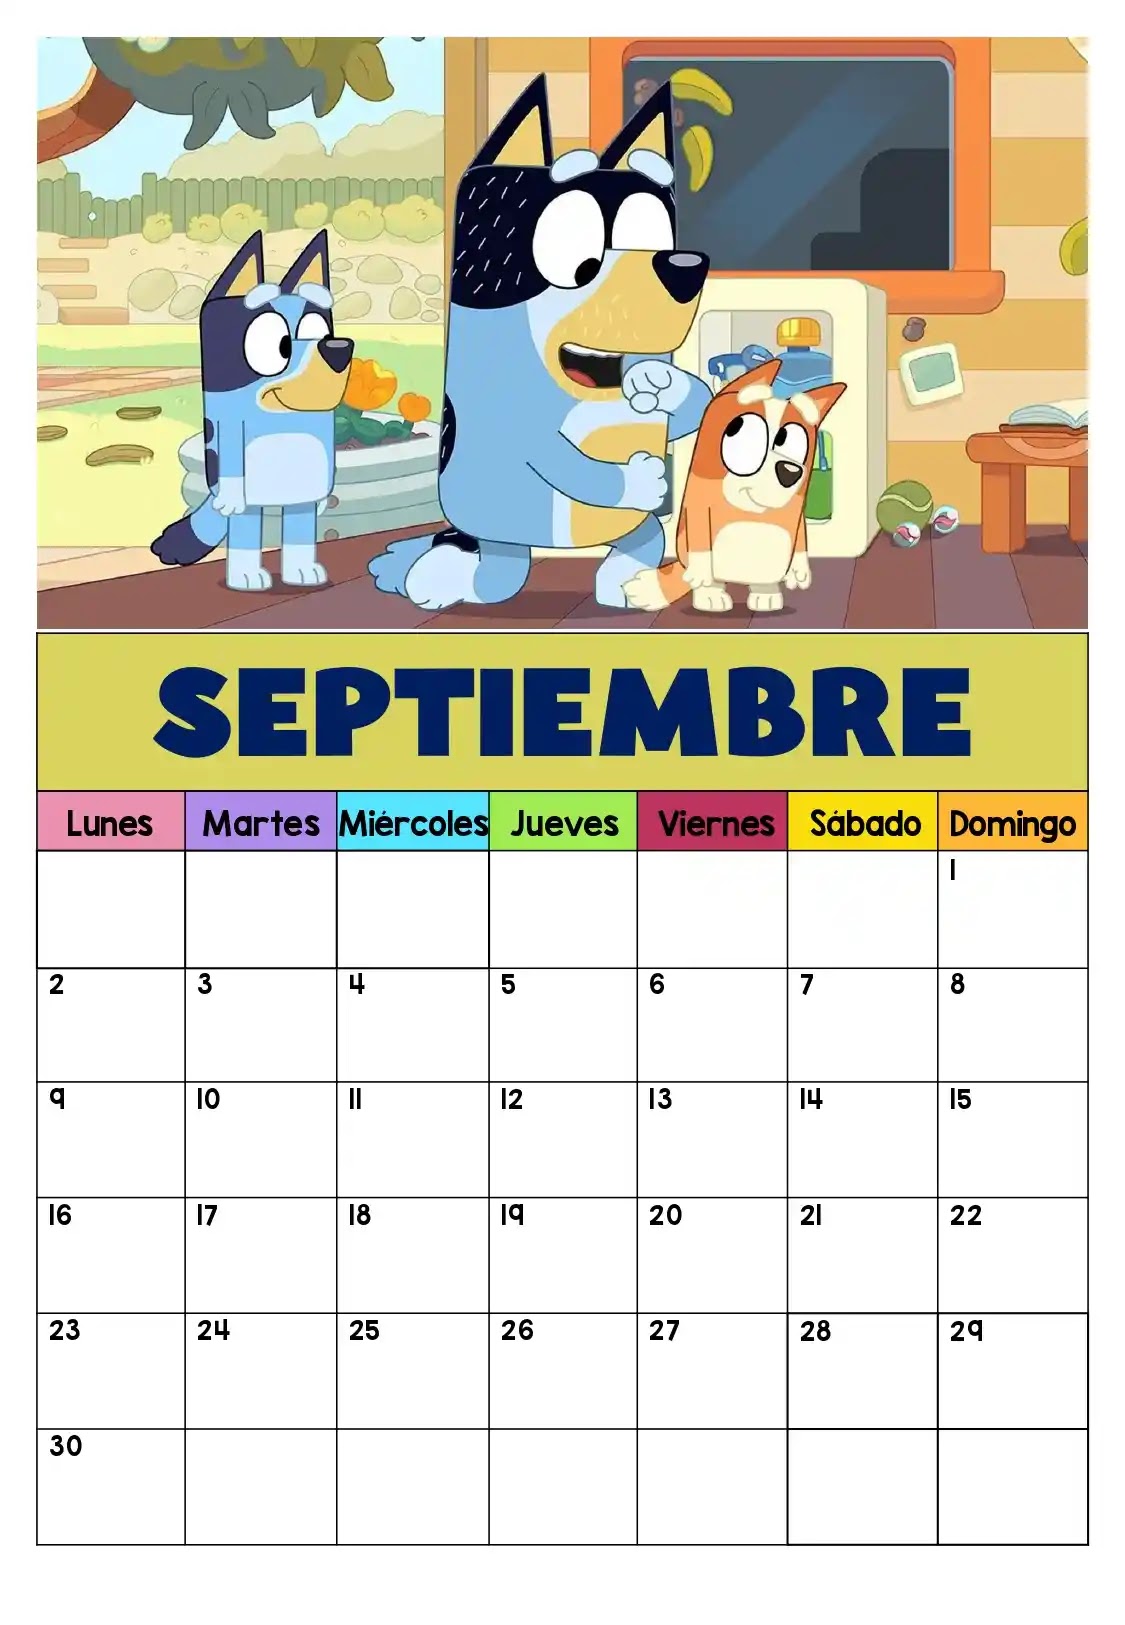 SEPTIEMBRE
Lunes Martes Miércoles Jueves Viernes Sábado Domingo
1
2 3 4 5 6 7 8
9 10 11 12 13 14 15
16 17 18 19 20 21 22
23 24 25 26 27 28 29
30